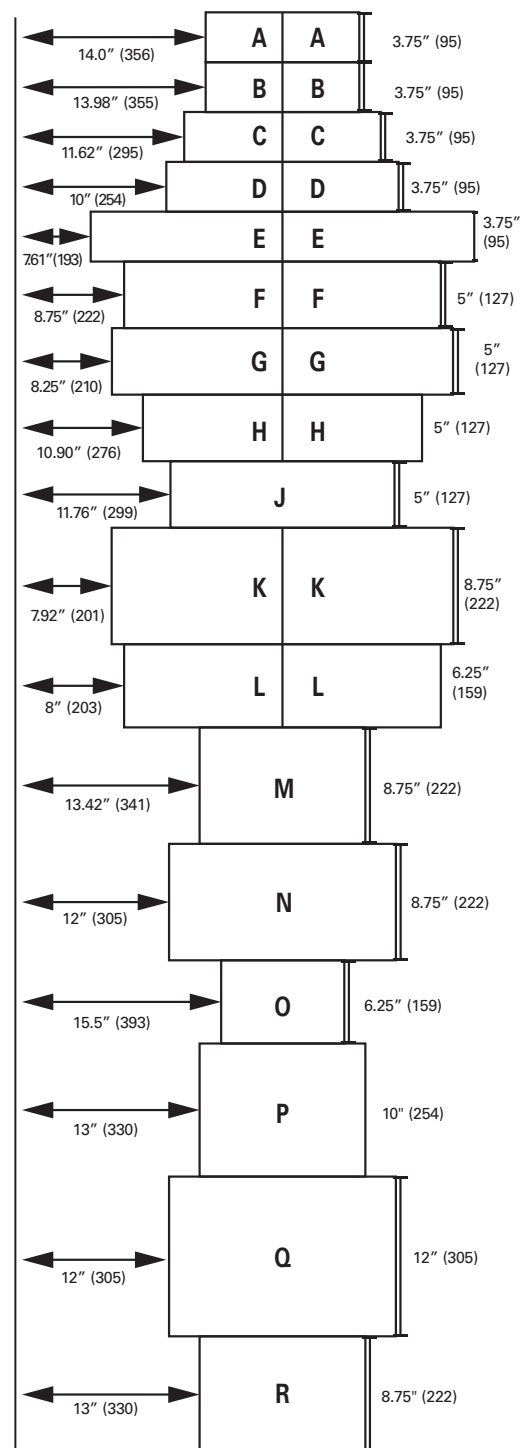 A A 3.75″ (95)
14.0″ (356)
B B 3.75″ (95)
13.98″ (355)
C C 3.75″ (95)
11.62″ (295)
D D 3.75″ (95)
10″ (254)
E E 3.75″
(95)
7.61″(193)
F F 5″ (127)
8.75″ (222)
G G 5″
(127)
8.25″ (210)
H H 5″ (127)
10.90″ (276)
J 5″ (127)
11.76″ (299)
K K 8.75″
(222)
7.92″ (201)
L L 6.25″
(159)
8″ (203)
M 8.75″ (222)
13.42″ (341)
N 8.75″ (222)
12″ (305)
O 6.25″ (159)
15.5″ (393)
P 10" (254)
13″ (330)
Q 12″ (305)
12″ (305)
R 8.75" (222)
13″ (330)